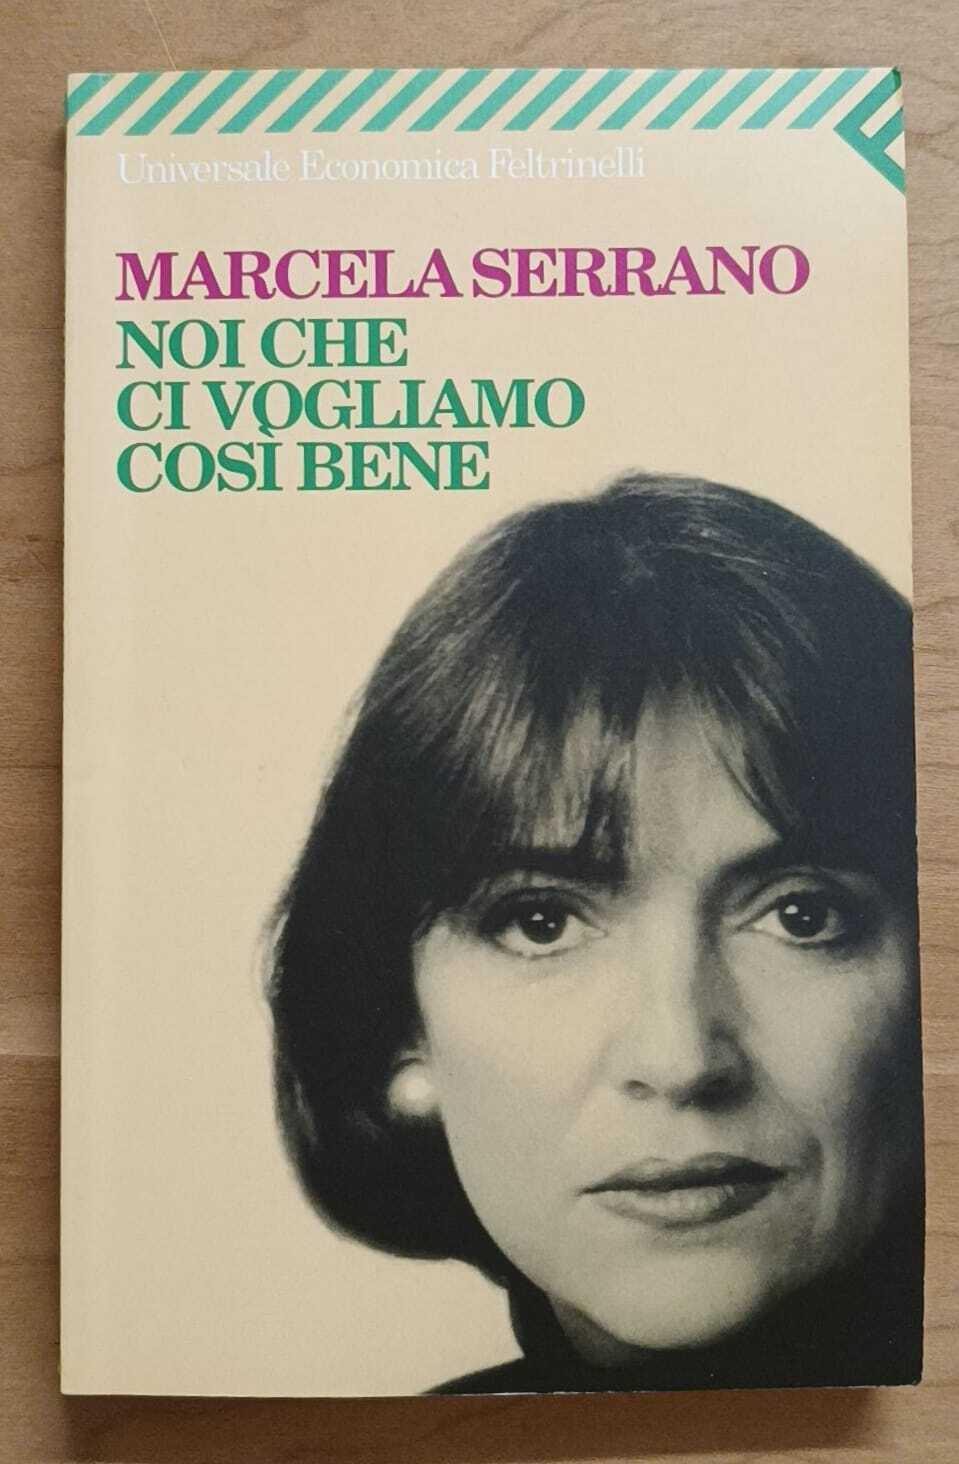 Universale Economica Feltrinelli
MARCELA SERRANO
NOI CHE
CI VOGLIAMO
COSÌ BENE